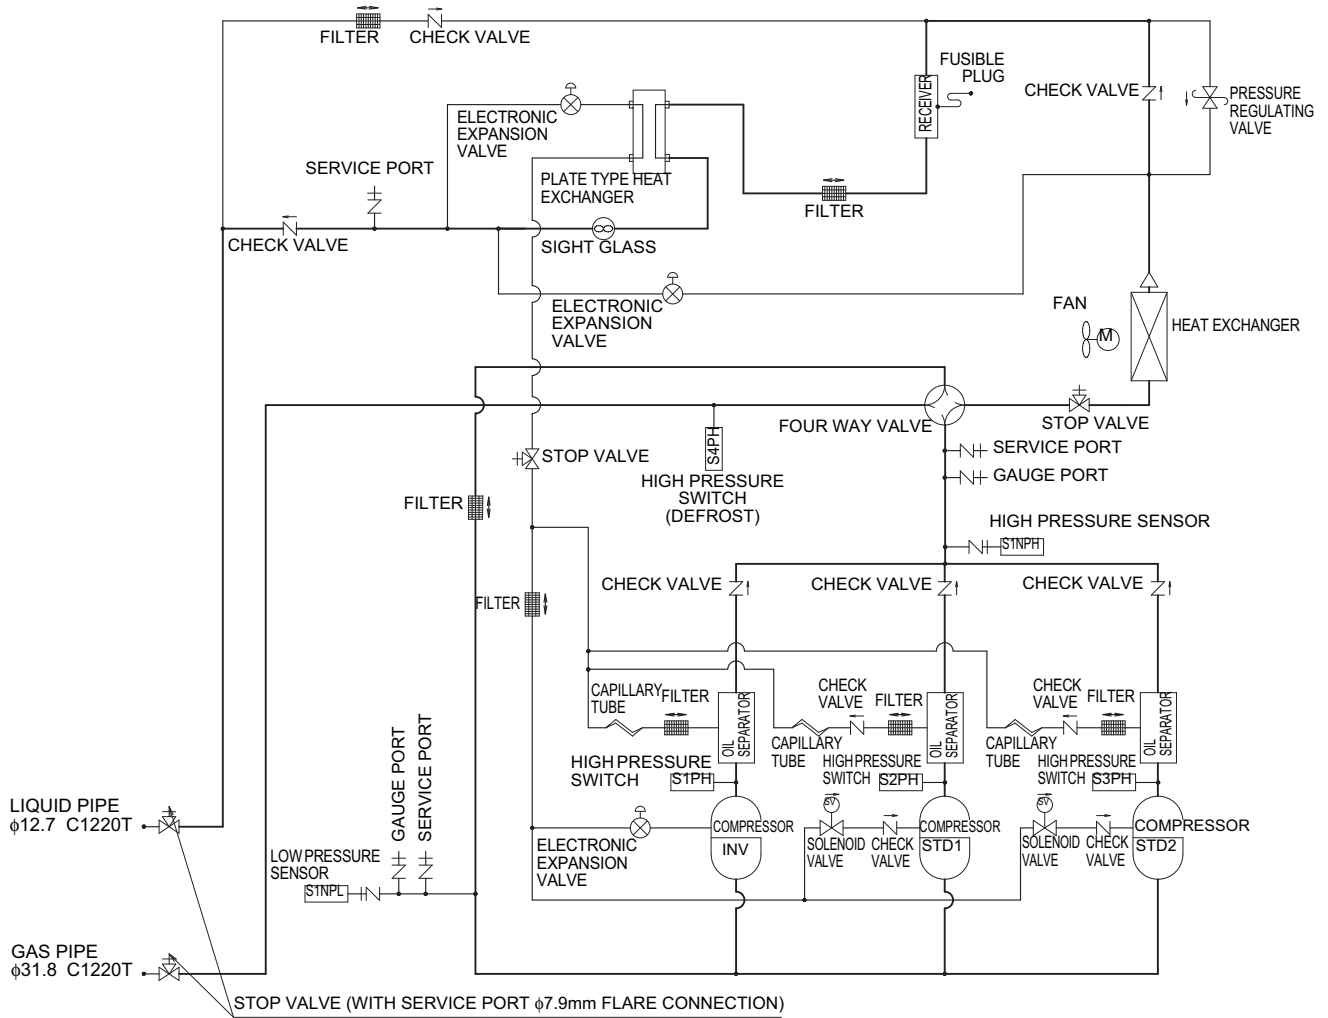 FILTER
CHECK VALVE
FUSIBLE
PLUG
RECEIVER
CHECK VALVE
PRESSURE
REGULATING
VALVE
ELECTRONIC
EXPANSION
VALVE
SERVICE PORT
PLATE TYPE HEAT
EXCHANGER
FILTER
CHECK VALVE
SIGHT GLASS
ELECTRONIC
EXPANSION
VALVE
FAN
M
HEAT EXCHANGER
FOUR WAY VALVE
STOP VALVE
STOP VALVE
S4PH
HIGH PRESSURE
SWITCH
(DEFROST)
SERVICE PORT
GAUGE PORT
FILTER
HIGH PRESSURE SENSOR
S1NPH
CHECK VALVE
CHECK VALVE
CHECK VALVE
FILTER
CAPILLARY
TUBE
FILTER
OIL
SEPARATOR
CHECK
VALVE
FILTER
OIL
SEPARATOR
CHECK
VALVE
FILTER
OIL
SEPARATOR
CAPILLARY
TUBE
CAPILLARY
TUBE
HIGH PRESSURE
SWITCH
S1PH
HIGH PRESSURE
SWITCH
S2PH
HIGH PRESSURE
SWITCH
S3PH
GAUGE PORT
SERVICE PORT
LIQUID PIPE
ϕ12.7 C1220T
SV
SV
COMPRESSOR
INV
COMPRESSOR
STD1
COMPRESSOR
STD2
ELECTRONIC
EXPANSION
VALVE
SOLENOID
VALVE
CHECK
VALVE
SOLENOID
VALVE
CHECK
VALVE
LOW PRESSURE
SENSOR
S1NPL
GAS PIPE
ϕ31.8 C1220T
STOP VALVE (WITH SERVICE PORT ϕ7.9mm FLARE CONNECTION)